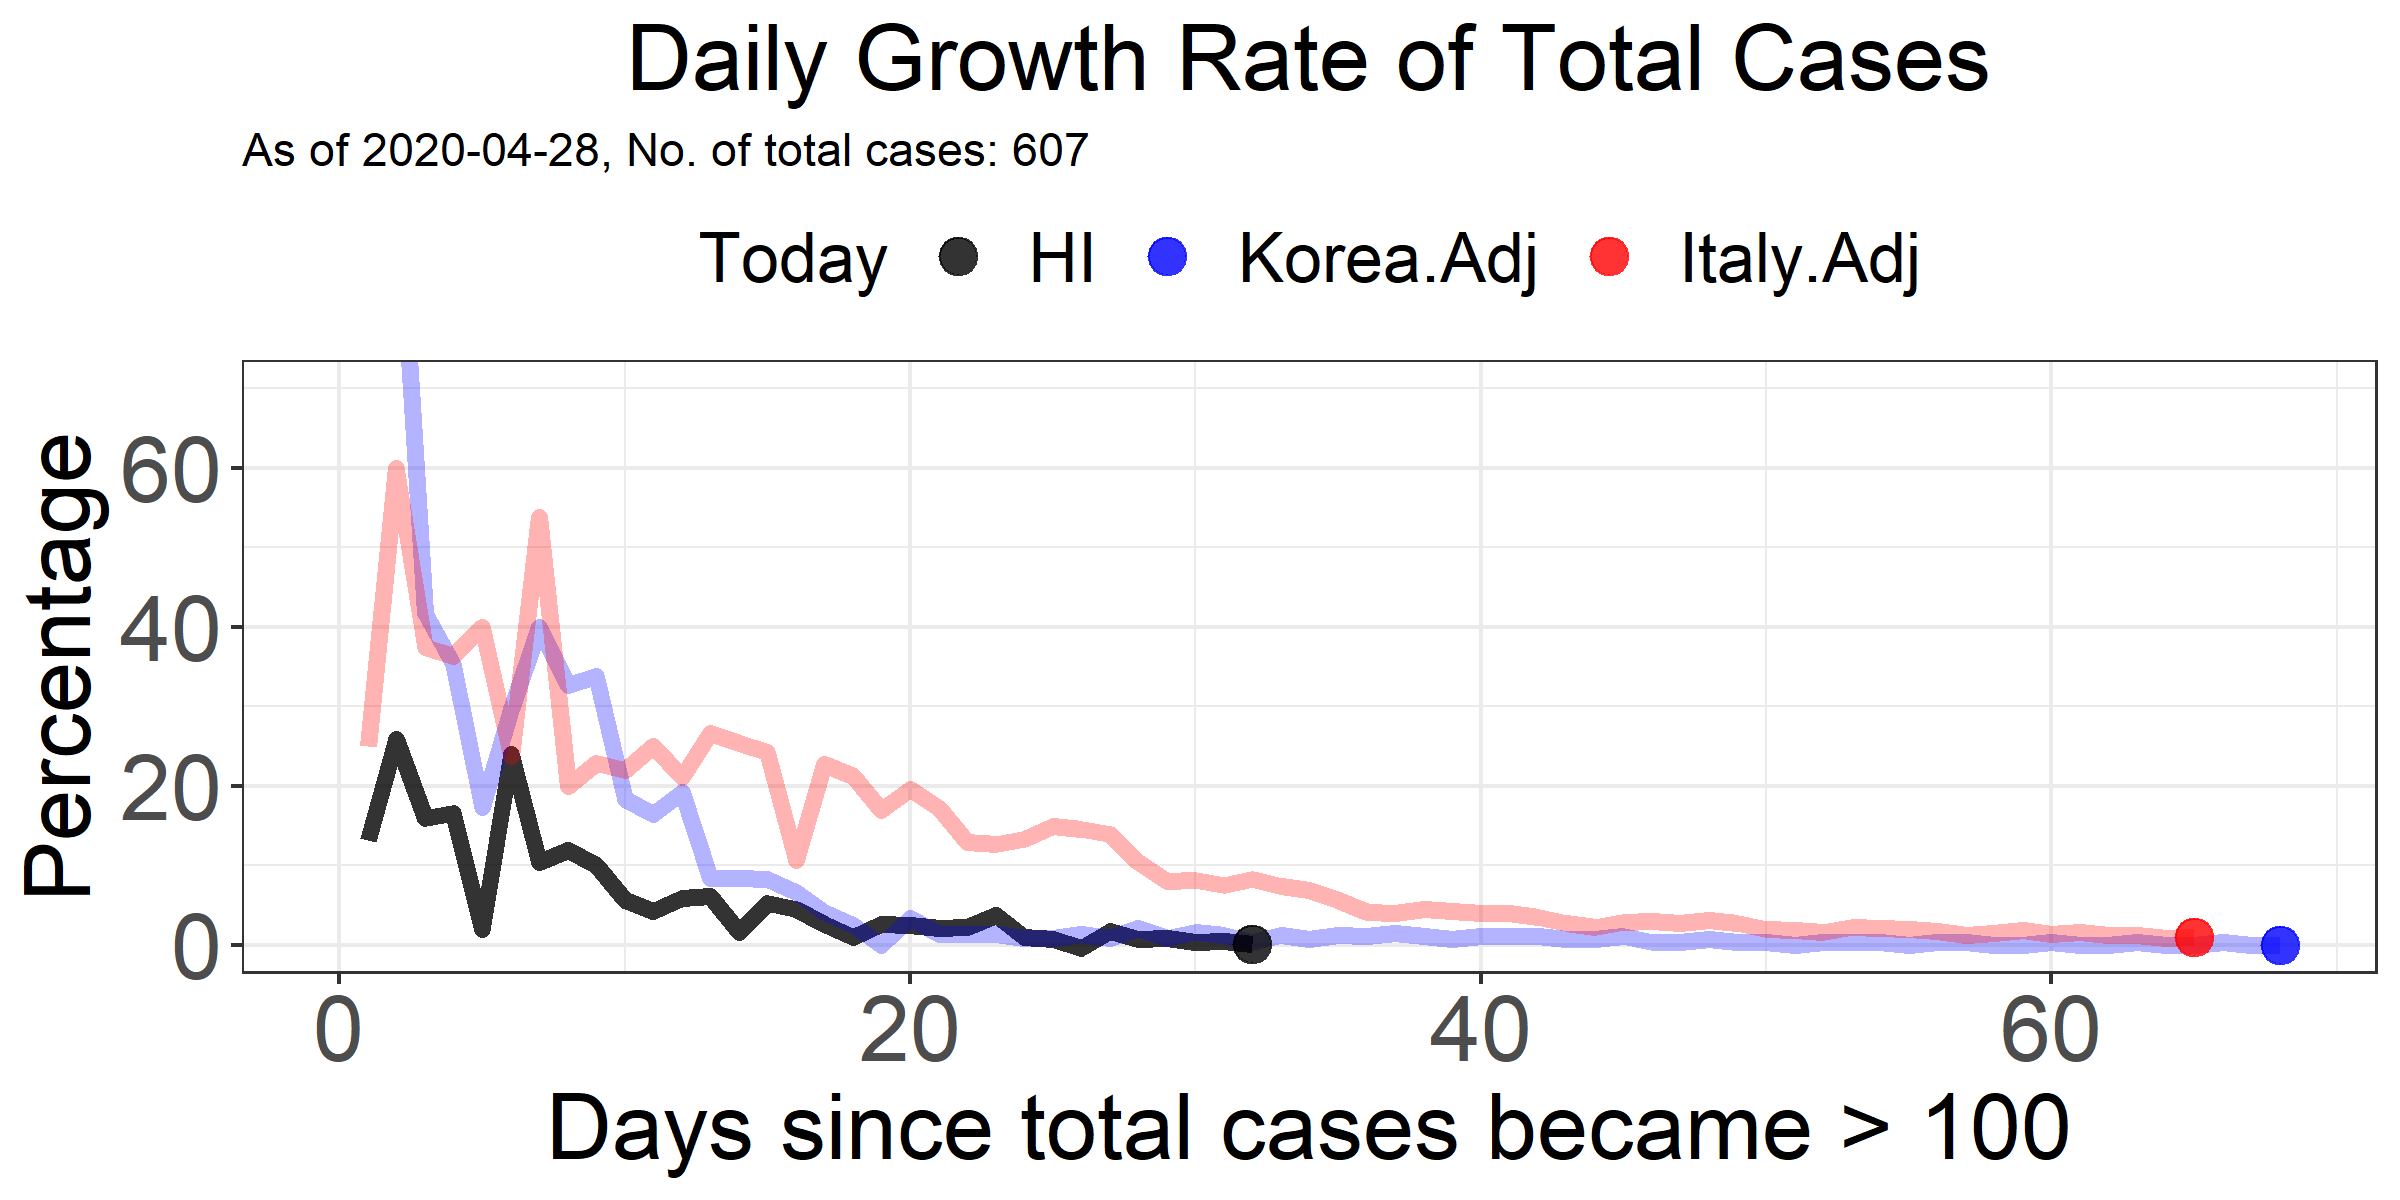 Daily Growth Rate of Total Cases
As of 2020-04-28, No. of total cases: 607
Today HI Korea.Adj Italy.Adj
Percentage
60
40
20
0
0 20 40 60
Days since total cases became > 100